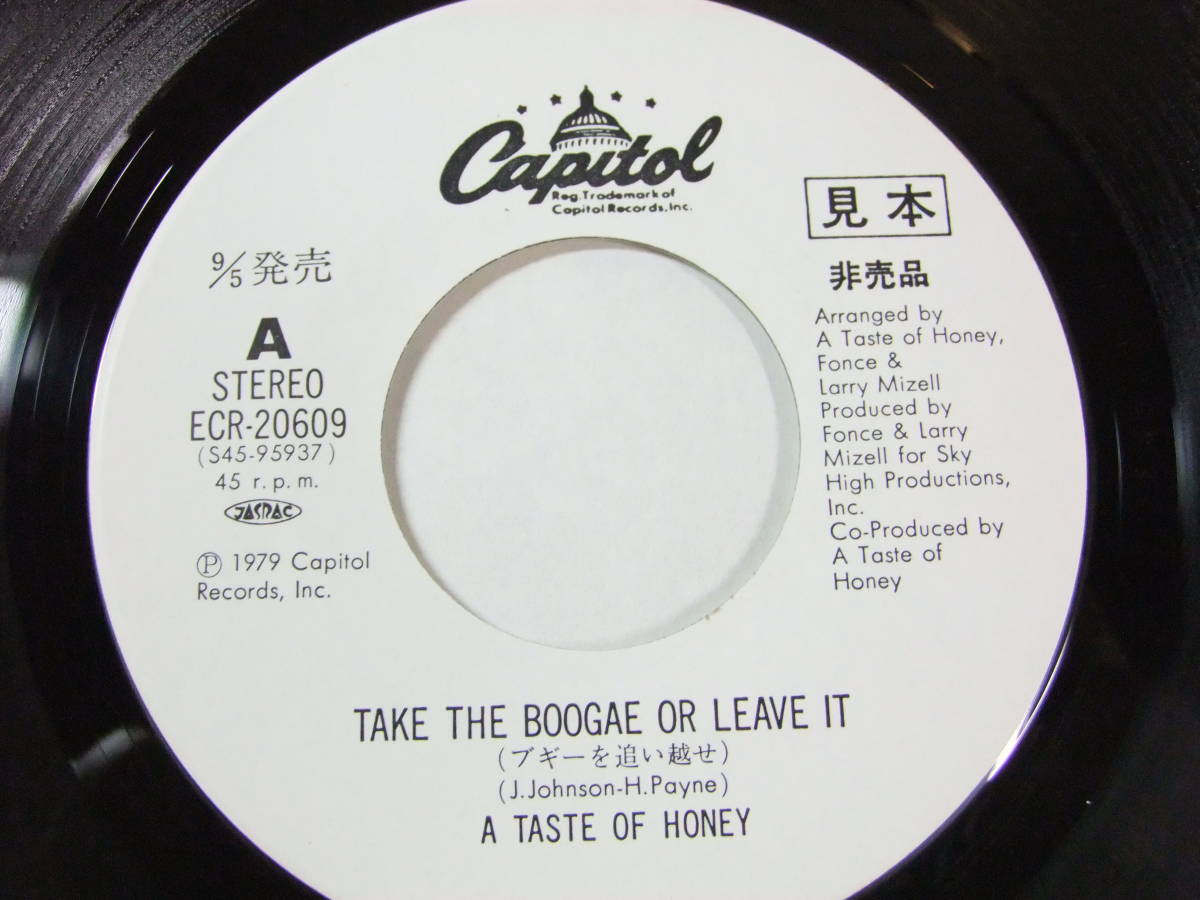 Capitol
Reg. Trademark of
Capitol Records, Inc.
見本
非売品
9/5発売
A
STEREO
ECR-20609
(S45-95937)
45 r.p.m.
JASRAC
Ⓟ 1979 Capitol
Records, Inc.
Arranged by
A Taste of Honey,
Fonce &
Larry Mizell
Produced by
Fonce & Larry
Mizell for Sky
High Productions,
Inc.
Co-Produced by
A Taste of
Honey
TAKE THE BOOGAE OR LEAVE IT
(ブギーを追い越せ)
(J.Johnson-H.Payne)
A TASTE OF HONEY